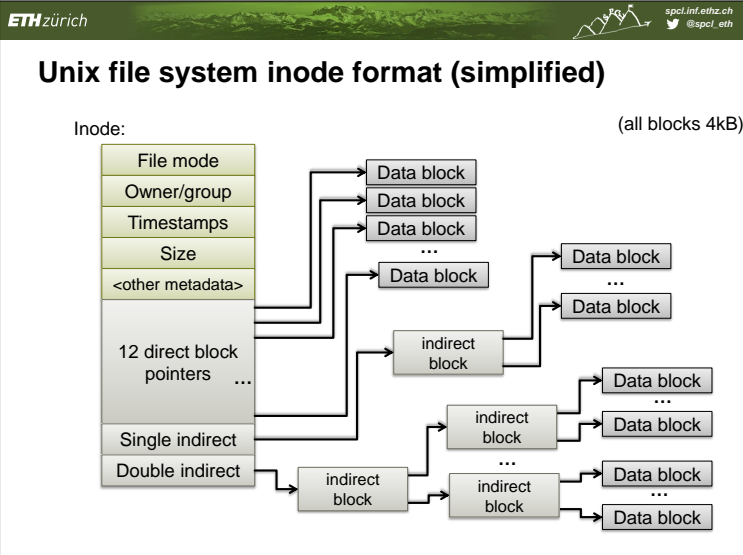 ETH zürich
spcl.inf.ethz.ch
@spcl_eth
Unix file system inode format (simplified)
(all blocks 4kB)
Inode:
File mode
Owner/group
Timestamps
Size
<other metadata>
12 direct block
pointers ...
Single indirect
Double indirect
Data block
Data block
Data block
...
Data block
indirect
block
Data block
...
Data block
indirect
block
indirect
block
...
indirect
block
Data block
...
Data block
Data block
...
Data block